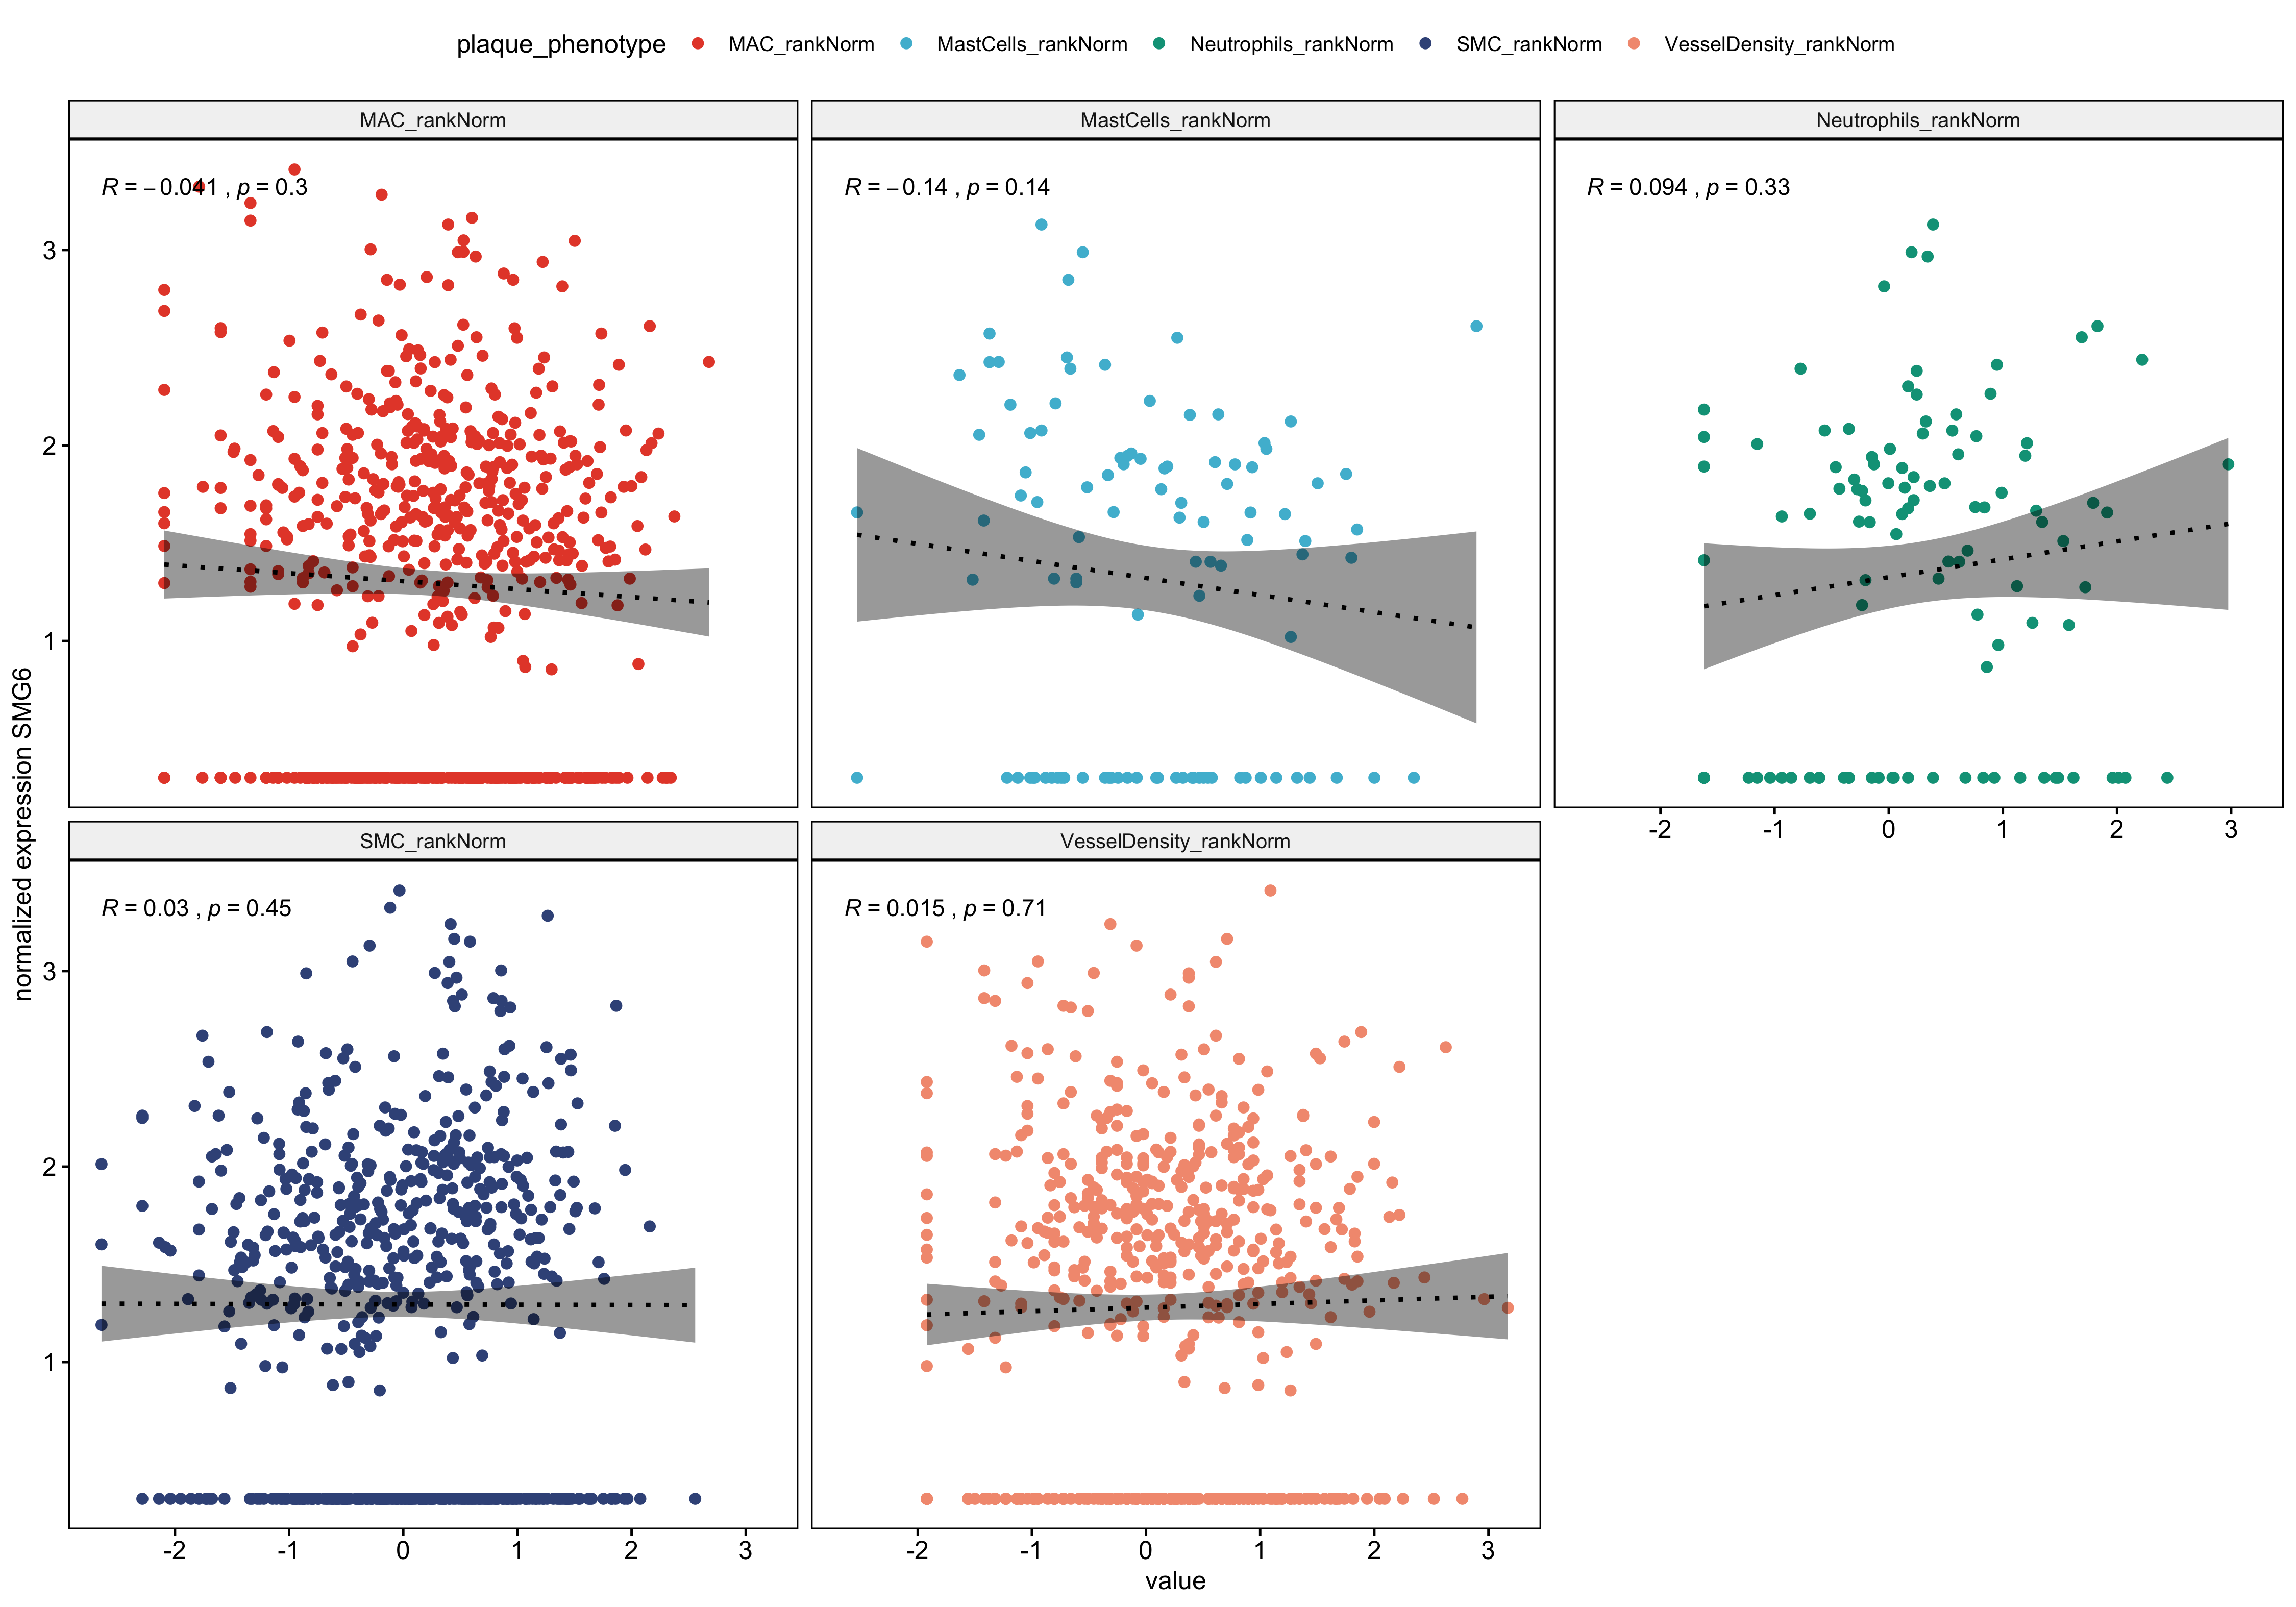 plaque_phenotype MAC_rankNorm MastCells_rankNorm Neutrophils_rankNorm SMC_rankNorm VesselDensity_rankNorm
MAC_rankNorm MastCells_rankNorm Neutrophils_rankNorm
R = −0.041 , p = 0.3 R = −0.14 , p = 0.14 R = 0.094 , p = 0.33
3
2
1
-2 -1 0 1 2 3
normalized expression SMG6
SMC_rankNorm VesselDensity_rankNorm
R = 0.03 , p = 0.45 R = 0.015 , p = 0.71
3
2
1
-2 -1 0 1 2 3 -2 -1 0 1 2 3
value